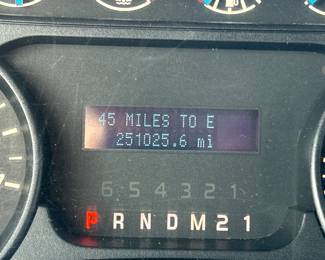 45 MILES TO E
251025.6 mi
6 5 4 3 2 1
P R N D M 2 1